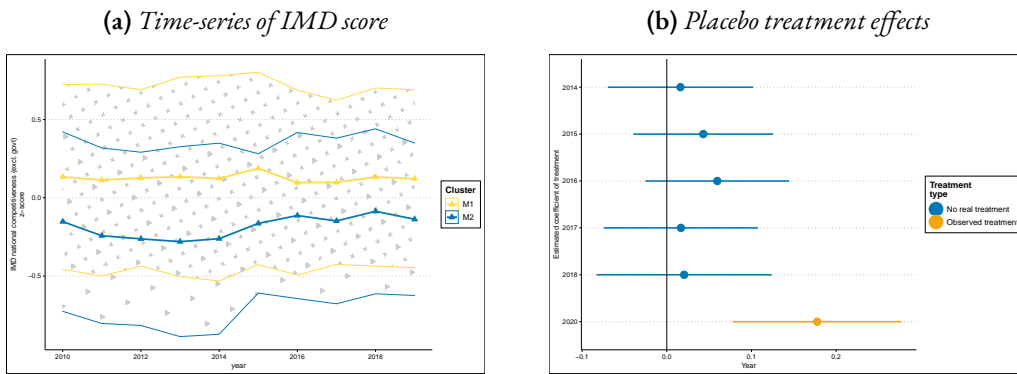 (a) Time-series of IMD score
0.5
0.0
−0.5
2010
2012
2014
2016
2018
year
IMD national competitiveness (excl. govt)
z−score
Cluster
M1
M2
(b) Placebo treatment effects
2014
2015
2016
2017
2018
2020
−0.1
0.0
0.1
0.2
Year
Estimated coefficient of treatment
Treatment
type
No real treatment
Observed treatment